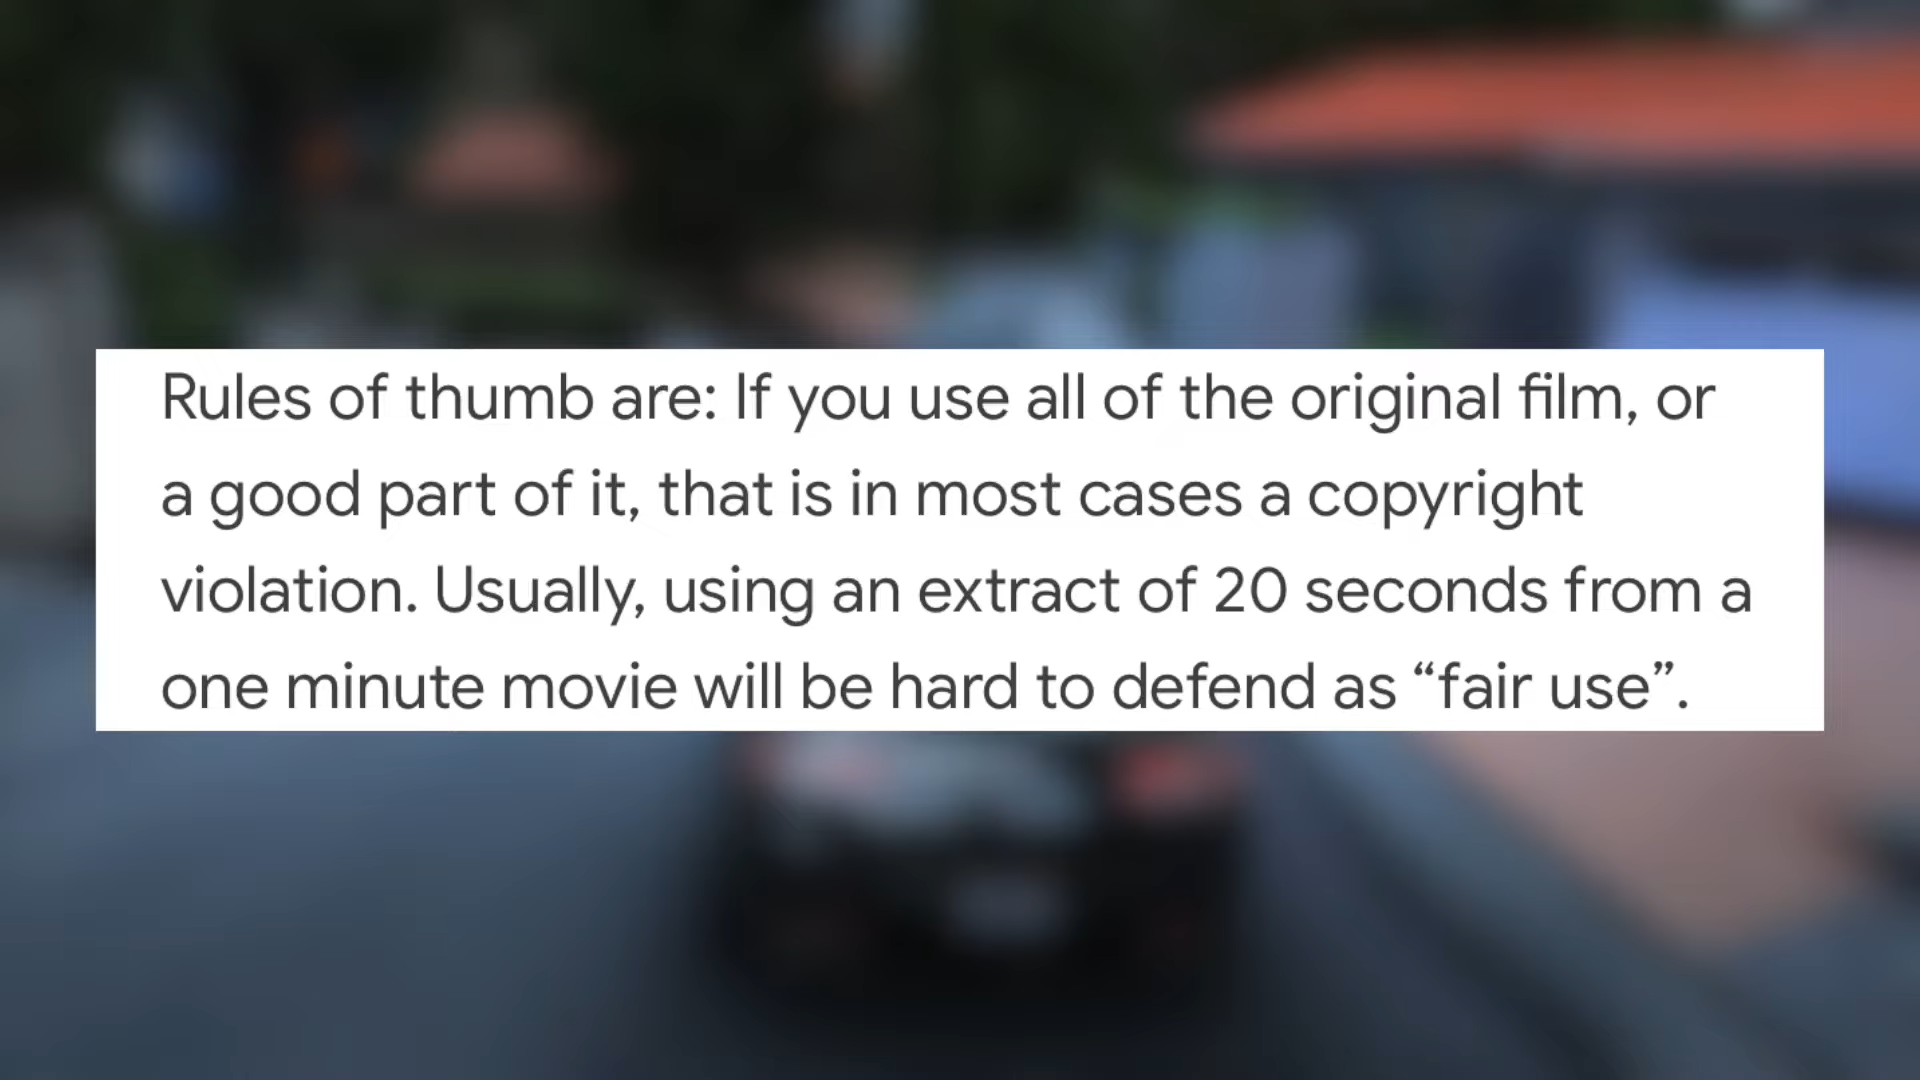 Rules of thumb are: If you use all of the original film, or
a good part of it, that is in most cases a copyright
violation. Usually, using an extract of 20 seconds from a
one minute movie will be hard to defend as “fair use”.